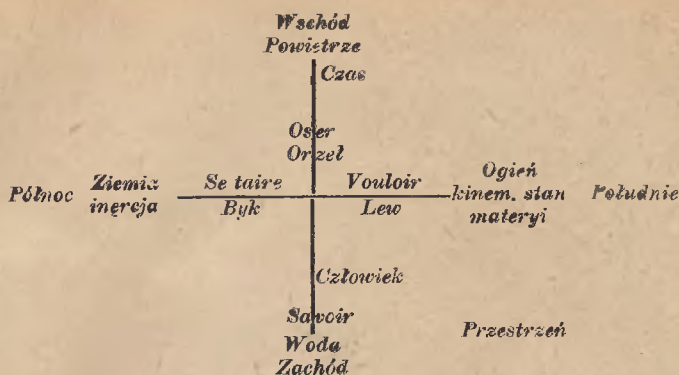 Wschód
Powietrze
Czas
Oser
Orzeł
Północ
Ziemia
inęrcja
Se taire
Byk
Vouloir
Lew
Ogień
kinem. stan
materyi
Południe
Człowiek
Savoir
Woda
Zachód
Przestrzeń